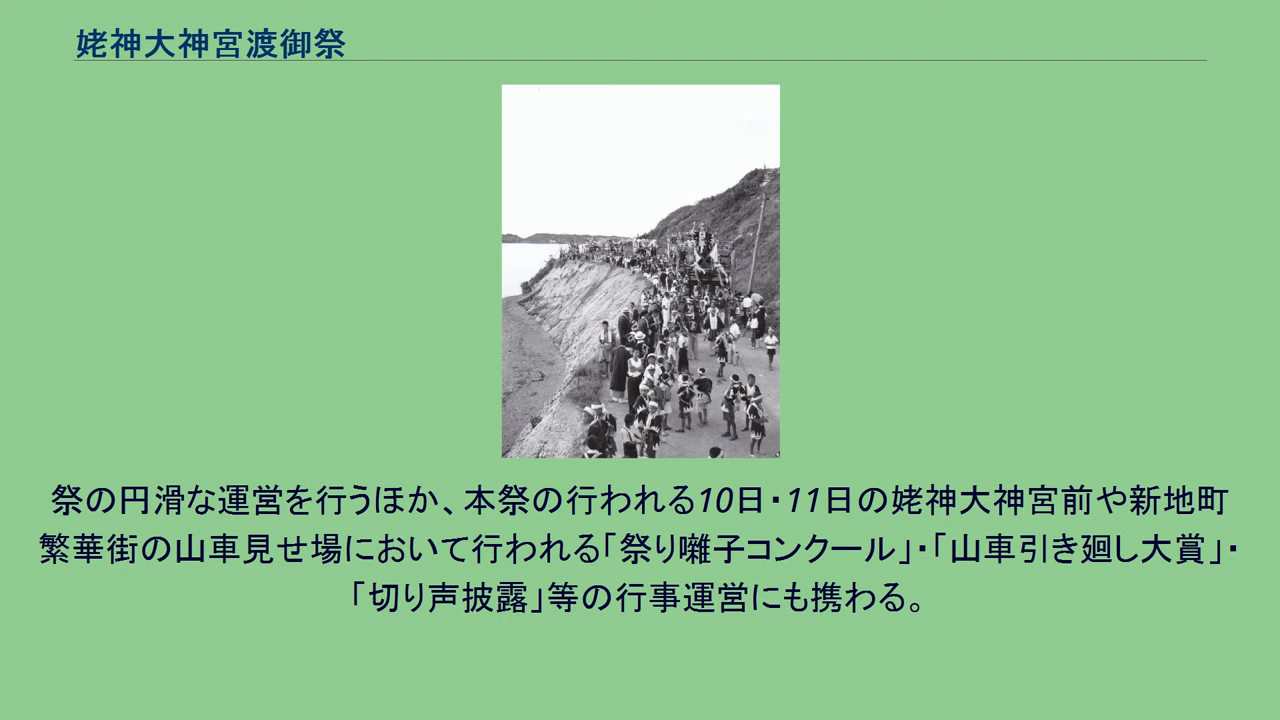 姥神大神宮渡御祭
祭の円滑な運営を行うほか、本祭の行われる10日・11日の姥神大神宮前や新地町
繁華街の山車見せ場において行われる「祭り囃子コンクール」・「山車引き廻し大賞」・
「切り声披露」等の行事運営にも携わる。